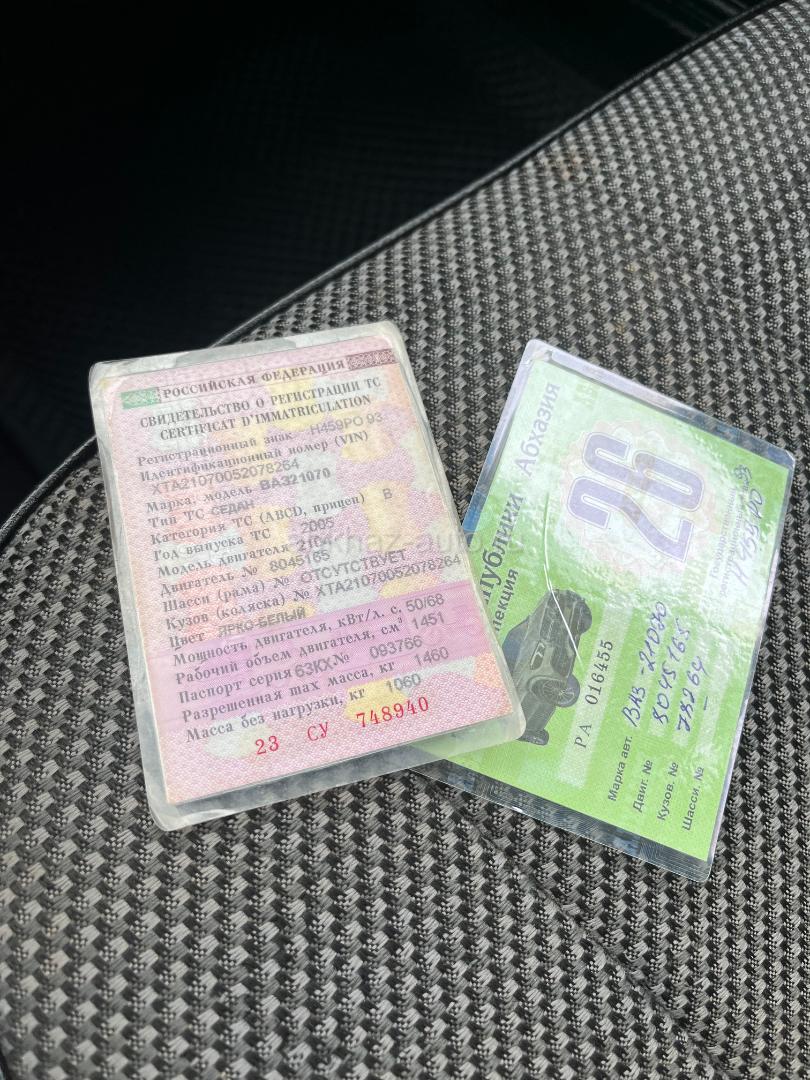 РОССИЙСКАЯ ФЕДЕРАЦИЯ
СВИДЕТЕЛЬСТВО О РЕГИСТРАЦИИ ТС
CERTIFICAT D'IMMATRICULATION
Регистрационный знак Н459РО 93
Идентификационный номер (VIN)
ХТА21070052078264
Марка, модель ВАЗ21070
Тип ТС СЕДАН
Категория ТС (ABCD, прицеп) В
Год выпуска ТС 2005
Модель двигателя
Двигатель № 8045165
Шасси (рама) № ОТСУТСТВУЕТ
Кузов (коляска) № ХТА21070052078264
Цвет ЯРКО-БЕЛЫЙ
Мощность двигателя, кВт/л. с. 50/68
Рабочий объем двигателя, см³ 1451
Паспорт серия 63КХ № 093766
Разрешенная max масса, кг 1460
Масса без нагрузки, кг 1060
23 СУ 748940
Абхазия
26
РА 016455
Марка авт. ВАЗ-21070
Двиг. № 8045165
Кузов. № 78264
Шасси. № —